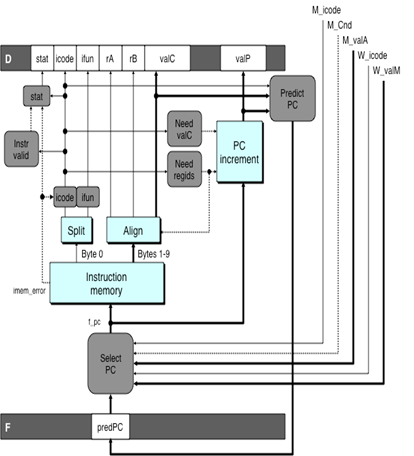 M_icode
M_Cnd
M_valA
W_icode
W_valM
D stat icode ifun rA rB valC valP
stat
Predict
PC
Need
valC
Instr
valid
PC
increment
Need
regids
icode ifun
Split Align
Byte 0 Bytes 1-9
Instruction
memory
imem_error
f_pc
Select
PC
F predPC